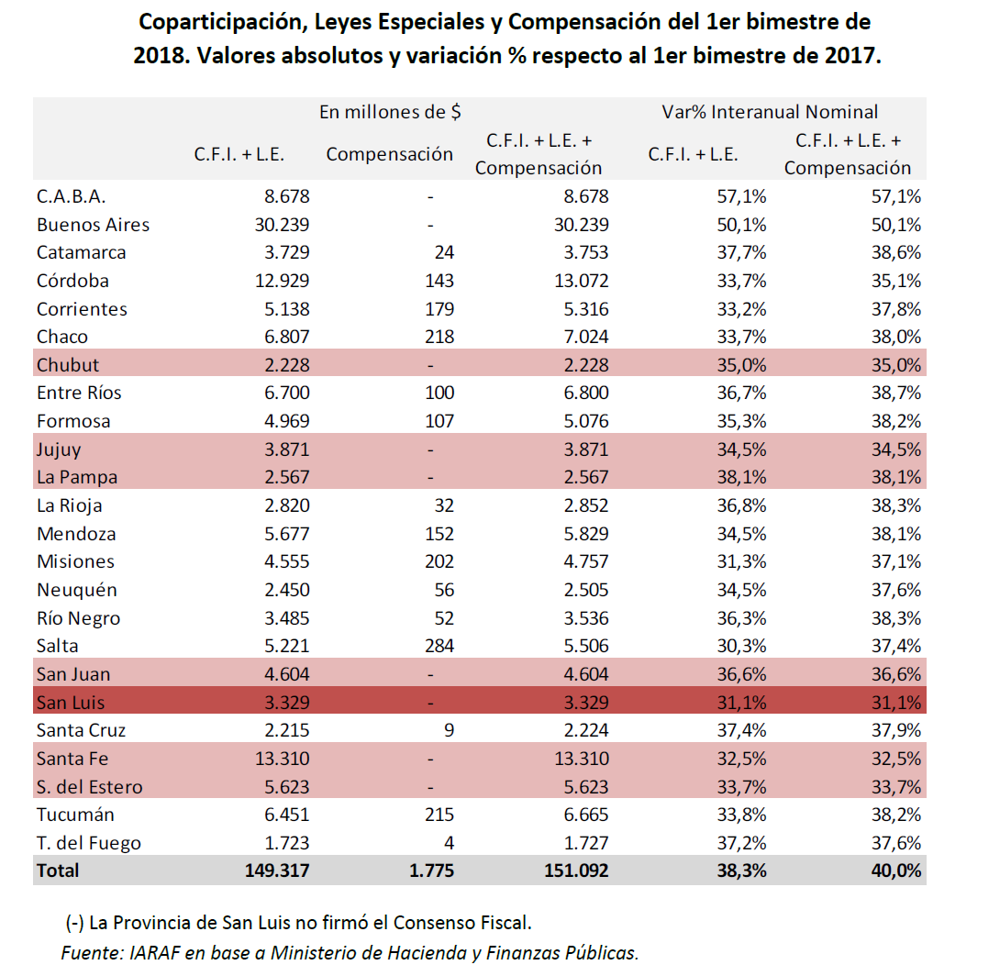 Coparticipación, Leyes Especiales y Compensación del 1er bimestre de
2018. Valores absolutos y variación % respecto al 1er bimestre de 2017.
En millones de $ Var% Interanual Nominal
C.F.I. + L.E. Compensación C.F.I. + L.E. + Compensación C.F.I. + L.E. C.F.I. + L.E. + Compensación
C.A.B.A. 8.678 - 8.678 57,1% 57,1%
Buenos Aires 30.239 - 30.239 50,1% 50,1%
Catamarca 3.729 24 3.753 37,7% 38,6%
Córdoba 12.929 143 13.072 33,7% 35,1%
Corrientes 5.138 179 5.316 33,2% 37,8%
Chaco 6.807 218 7.024 33,7% 38,0%
Chubut 2.228 - 2.228 35,0% 35,0%
Entre Ríos 6.700 100 6.800 36,7% 38,7%
Formosa 4.969 107 5.076 35,3% 38,2%
Jujuy 3.871 - 3.871 34,5% 34,5%
La Pampa 2.567 - 2.567 38,1% 38,1%
La Rioja 2.820 32 2.852 36,8% 38,3%
Mendoza 5.677 152 5.829 34,5% 38,1%
Misiones 4.555 202 4.757 31,3% 37,1%
Neuquén 2.450 56 2.505 34,5% 37,6%
Río Negro 3.485 52 3.536 36,3% 38,3%
Salta 5.221 284 5.506 30,3% 37,4%
San Juan 4.604 - 4.604 36,6% 36,6%
San Luis 3.329 - 3.329 31,1% 31,1%
Santa Cruz 2.215 9 2.224 37,4% 37,9%
Santa Fe 13.310 - 13.310 32,5% 32,5%
S. del Estero 5.623 - 5.623 33,7% 33,7%
Tucumán 6.451 215 6.665 33,8% 38,2%
T. del Fuego 1.723 4 1.727 37,2% 37,6%
Total 149.317 1.775 151.092 38,3% 40,0%
(-) La Provincia de San Luis no firmó el Consenso Fiscal.
Fuente: IARAF en base a Ministerio de Hacienda y Finanzas Públicas.